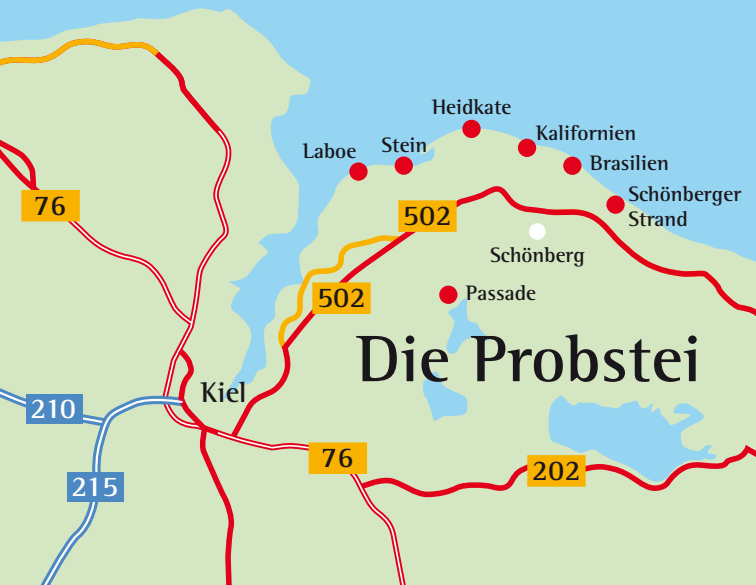 Heidkate
Kalifornien
Laboe
Stein
Brasilien
Schönberger
Strand
76
502
Schönberg
502
Passade
Die Probstei
Kiel
210
76
202
215